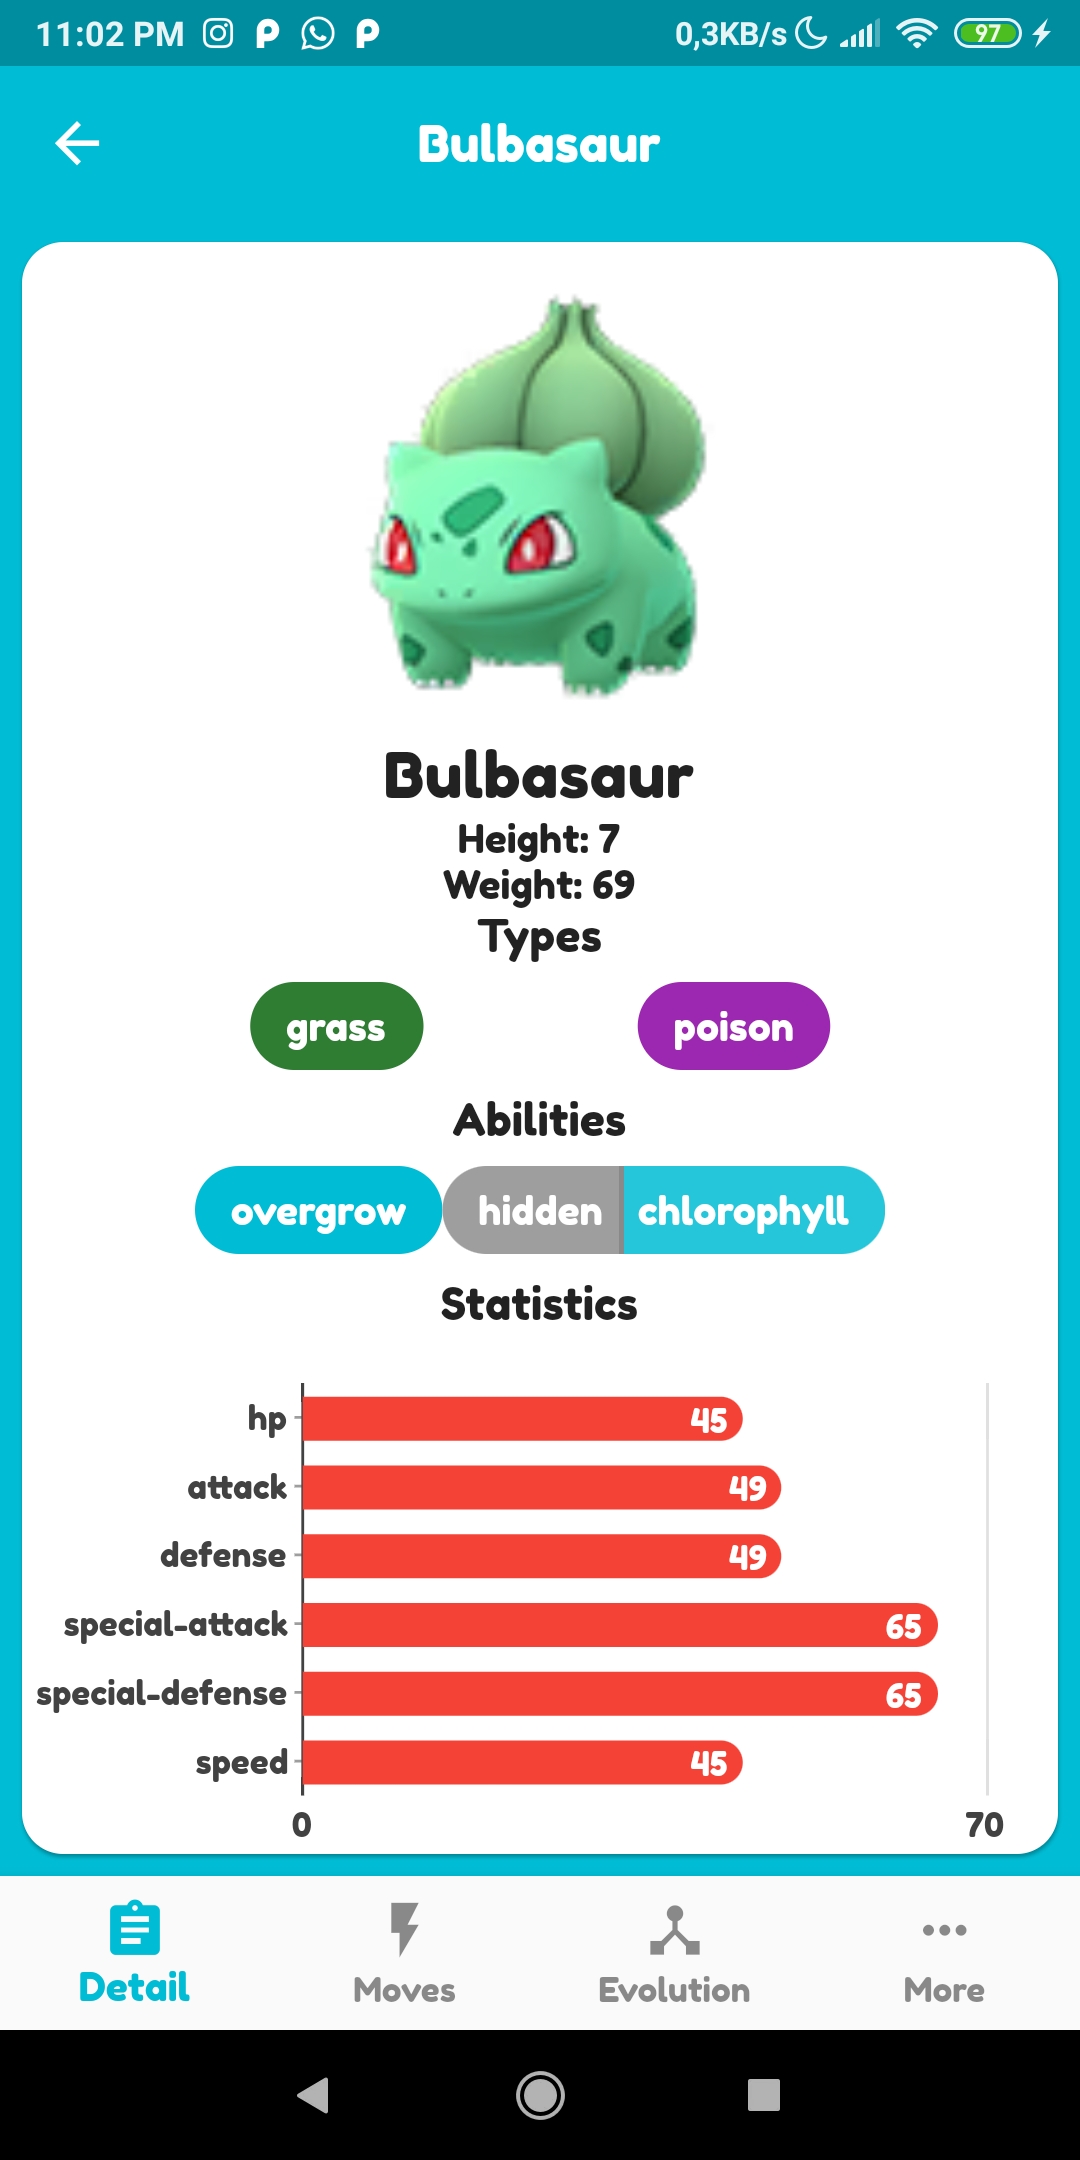 11:02 PM 0,3KB/s 97
Bulbasaur
Bulbasaur
Height: 7
Weight: 69
Types
grass poison
Abilities
overgrow hidden chlorophyll
Statistics
hp 45
attack 49
defense 49
special-attack 65
special-defense 65
speed 45
0 70
Detail Moves Evolution More